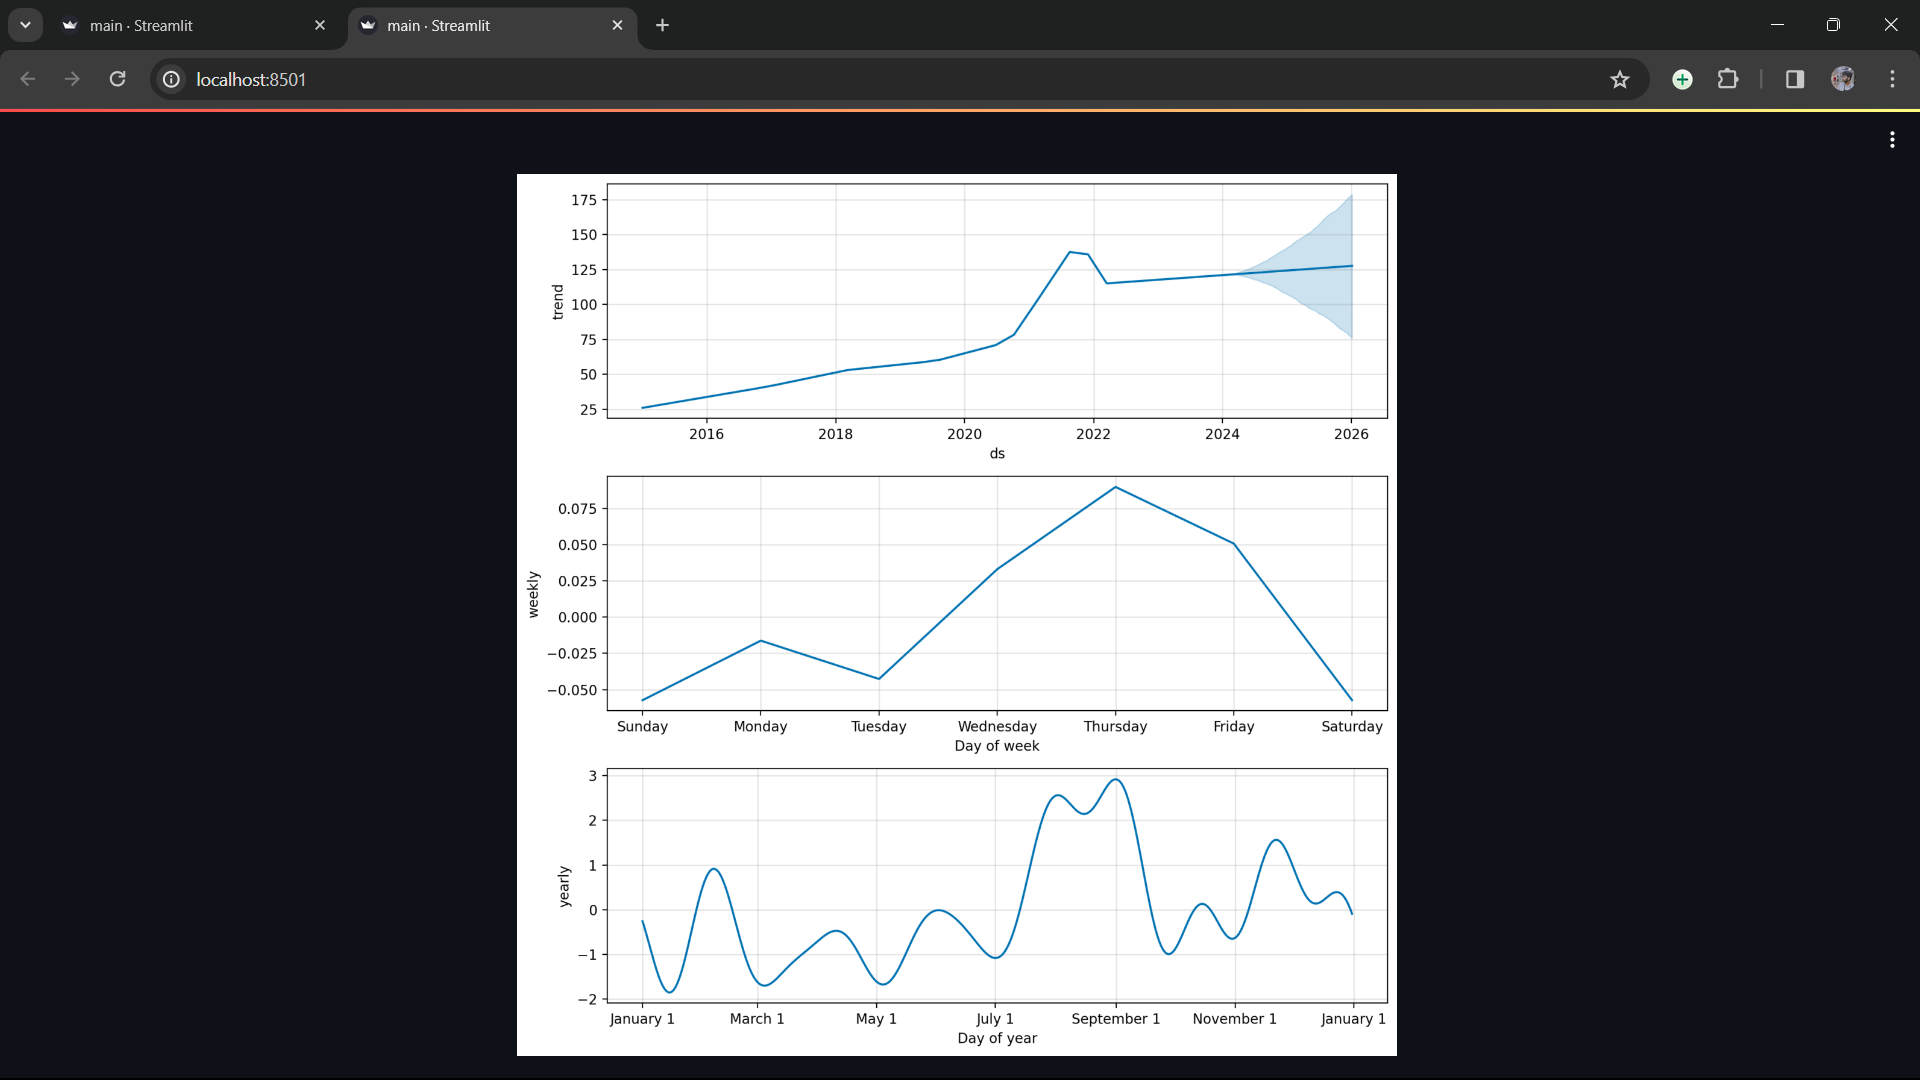 main · Streamlit
main · Streamlit
localhost:8501
175
150
125
100
75
50
25
trend
2016 2018 2020 2022 2024 2026
ds
0.075
0.050
0.025
0.000
−0.025
−0.050
weekly
Sunday Monday Tuesday Wednesday Thursday Friday Saturday
Day of week
3
2
1
0
−1
−2
yearly
January 1 March 1 May 1 July 1 September 1 November 1 January 1
Day of year